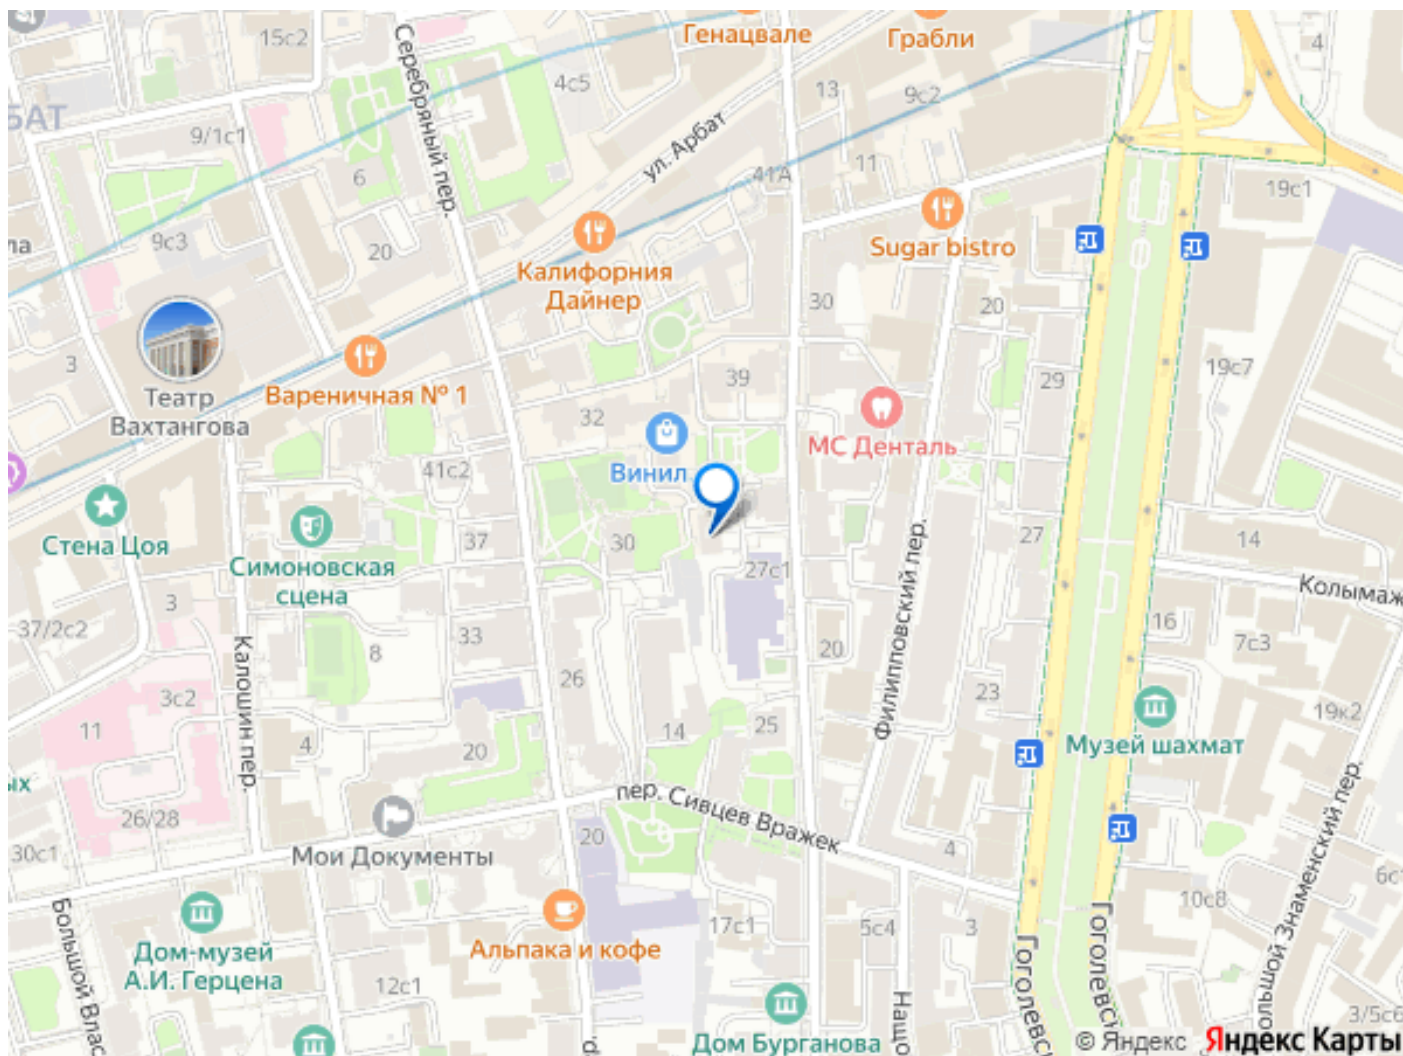 Генацвале
Грабли
4
15с2
Серебряный пер.
4с5
13
9с2
БАТ
9/1с1
ул. Арбат
6
41А
11
19с1
9с3
20
Sugar bistro
Калифорния
Дайнер
30
20
3
Театр
Вахтангова
Вареничная № 1
39
29
19с7
32
МС Денталь
41с2
Винил
Стена Цоя
37
30
27
14
Симоновская
сцена
27с1
Колымаж
Филипповский пер.
3
37/2с2
33
8
20
16
7с3
Калошин пер.
26
3с2
23
11
4
20
14
25
19к2
Музей шахмат
ых
пер. Сивцев Вражек
26/28
20
30с1
Мои Документы
4
6с1
10с8
Большой Знаменский пер.
Большой Влас
Дом-музей
А.И. Герцена
Альпака и кофе
17с1
5с4
3
Гоголевс
Гоголевс
12с1
Нащо
Дом Бурганова
3/5с6
© Яндекс Яндекс Карты